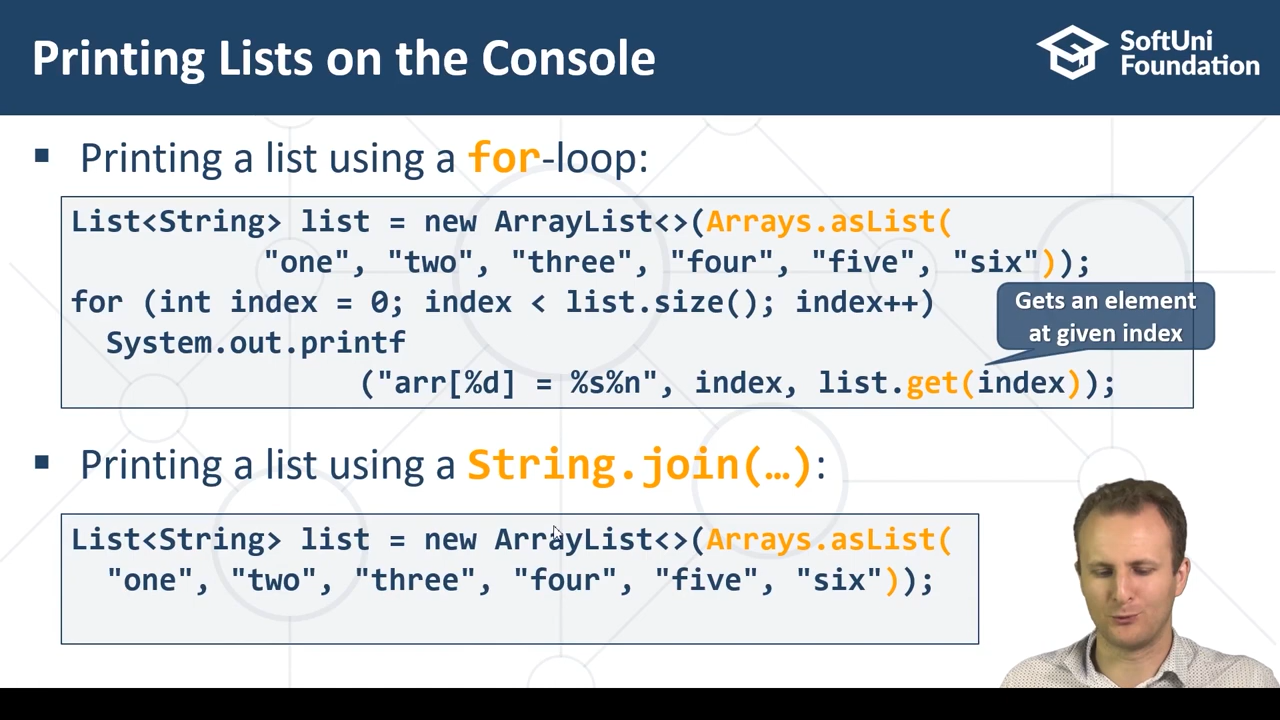 Printing Lists on the Console
SoftUni
Foundation
▪ Printing a list using a for-loop:
List<String> list = new ArrayList<>(Arrays.asList(
"one", "two", "three", "four", "five", "six"));
for (int index = 0; index < list.size(); index++)
System.out.printf
("arr[%d] = %s%n", index, list.get(index));
Gets an element
at given index
▪ Printing a list using a String.join(…):
List<String> list = new ArrayList<>(Arrays.asList(
"one", "two", "three", "four", "five", "six"));